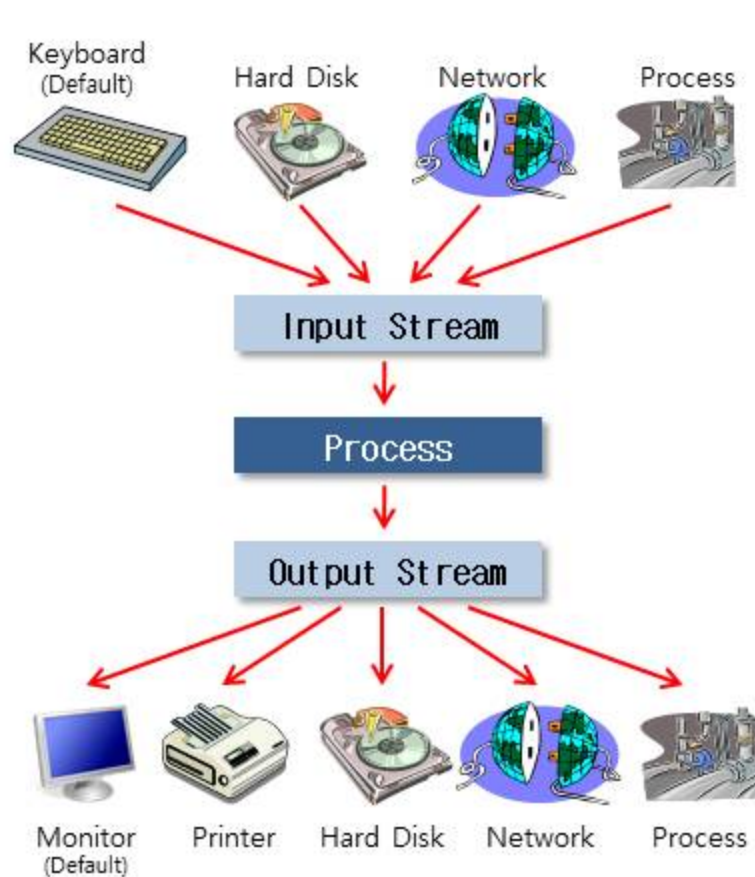 Keyboard
(Default)
Hard Disk
Network
Process
Input Stream
Process
Output Stream
Monitor
(Default)
Printer
Hard Disk
Network
Process